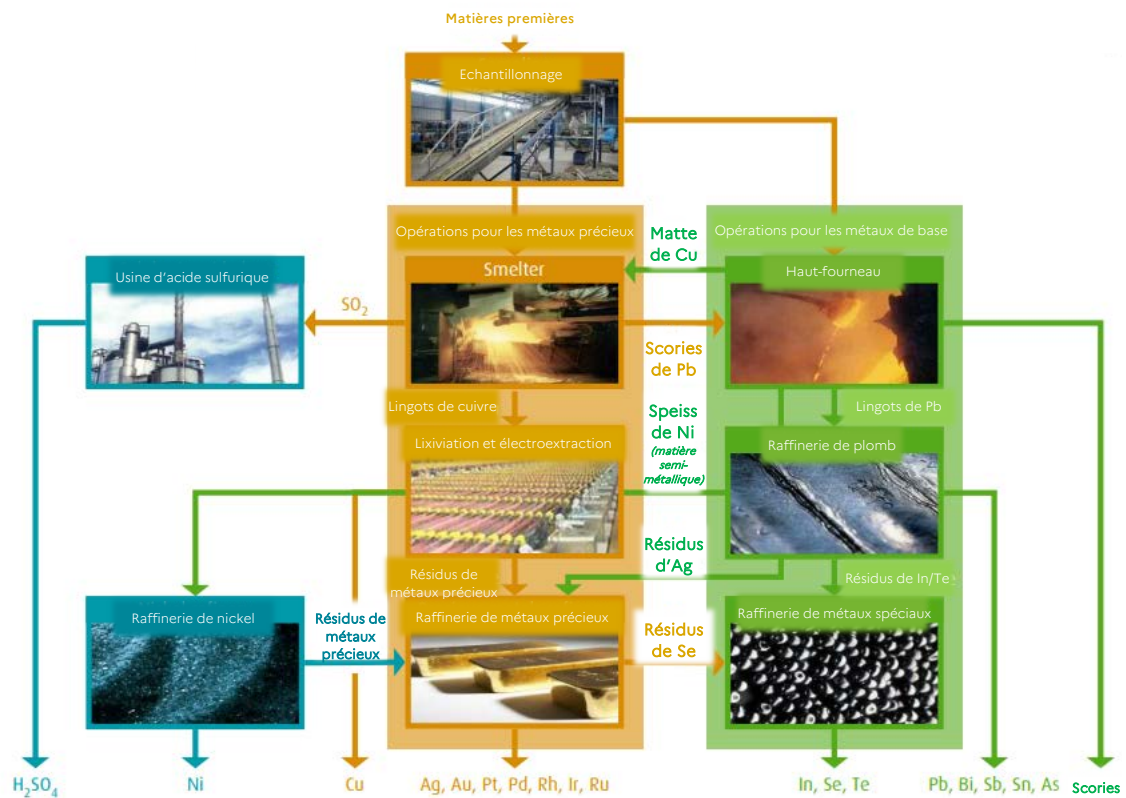 Matières premières
Echantillonnage
Opérations pour les métaux précieux
Matte
de Cu
Opérations pour les métaux de base
Usine d'acide sulfurique
Smelter
Haut-fourneau
SO₂
Scories
de Pb
Lingots de cuivre
Speiss
de Ni
(matière
semi-
métallique)
Lingots de Pb
Lixiviation et électroextraction
Raffinerie de plomb
Résidus
d'Ag
Résidus de
métaux précieux
Résidus de In/Te
Raffinerie de nickel
Résidus de
métaux
précieux
Raffinerie de métaux précieux
Résidus
de Se
Raffinerie de métaux spéciaux
H₂SO₄
Ni
Cu
Ag, Au, Pt, Pd, Rh, Ir, Ru
In, Se, Te
Pb, Bi, Sb, Sn, As
Scories